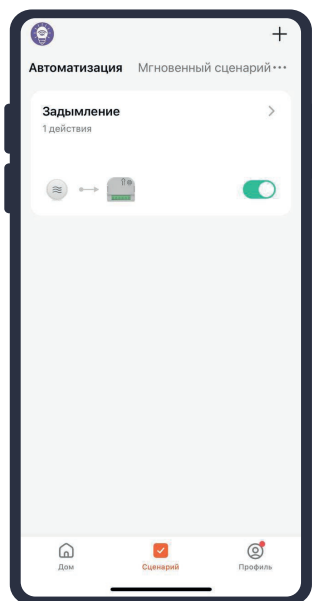 Автоматизация Мгновенный сценарий ···
Задымление
1 действия
Дом Сценарий Профиль